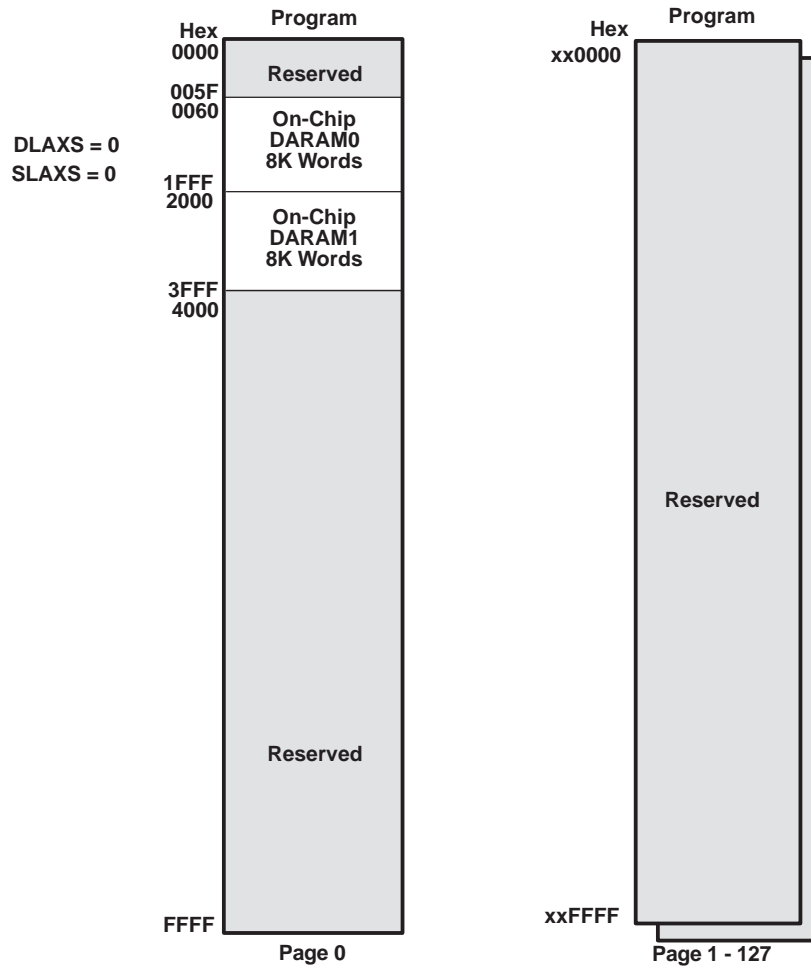 Program
Hex
0000
Reserved
005F
0060
On-Chip
DARAM0
8K Words
DLAXS = 0
SLAXS = 0
1FFF
2000
On-Chip
DARAM1
8K Words
3FFF
4000
Reserved
FFFF
Page 0
Program
Hex
xx0000
Reserved
xxFFFF
Page 1 - 127